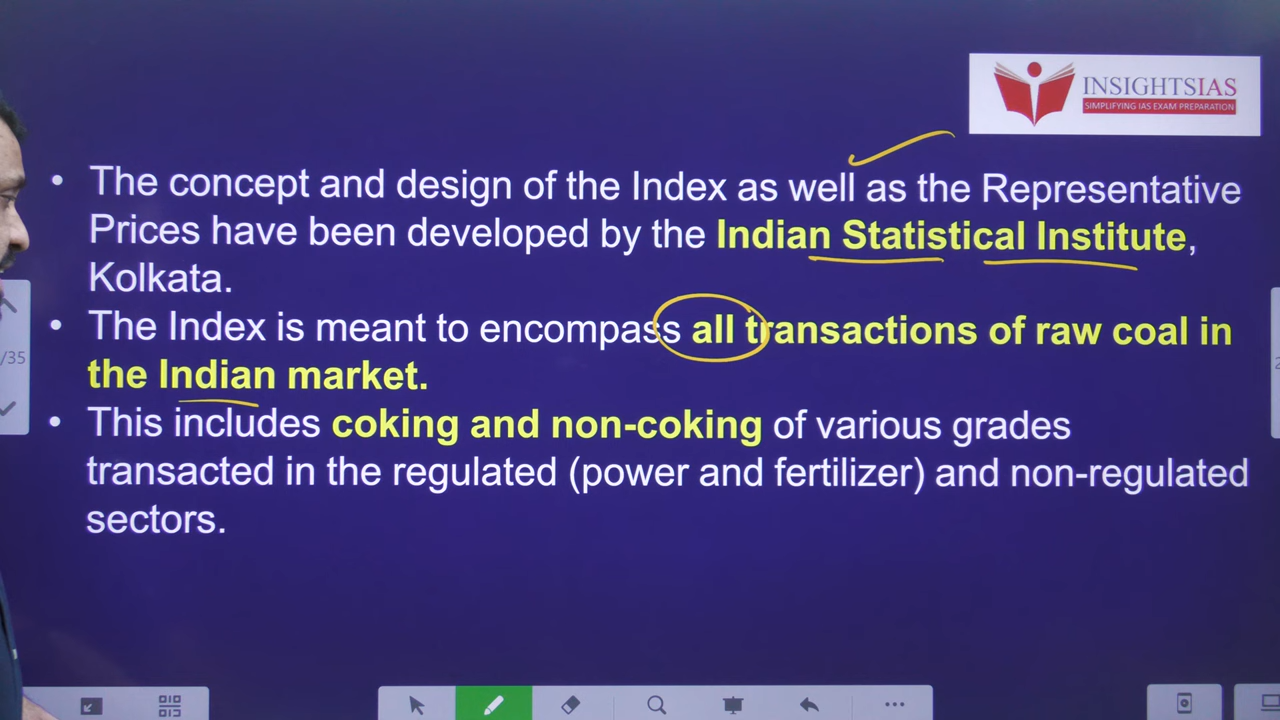 INSIGHTSIAS
SIMPLIFYING IAS EXAM PREPARATION
• The concept and design of the Index as well as the Representative
Prices have been developed by the Indian Statistical Institute,
Kolkata.
• The Index is meant to encompass all transactions of raw coal in
the Indian market.
• This includes coking and non-coking of various grades
transacted in the regulated (power and fertilizer) and non-regulated
sectors.
/35